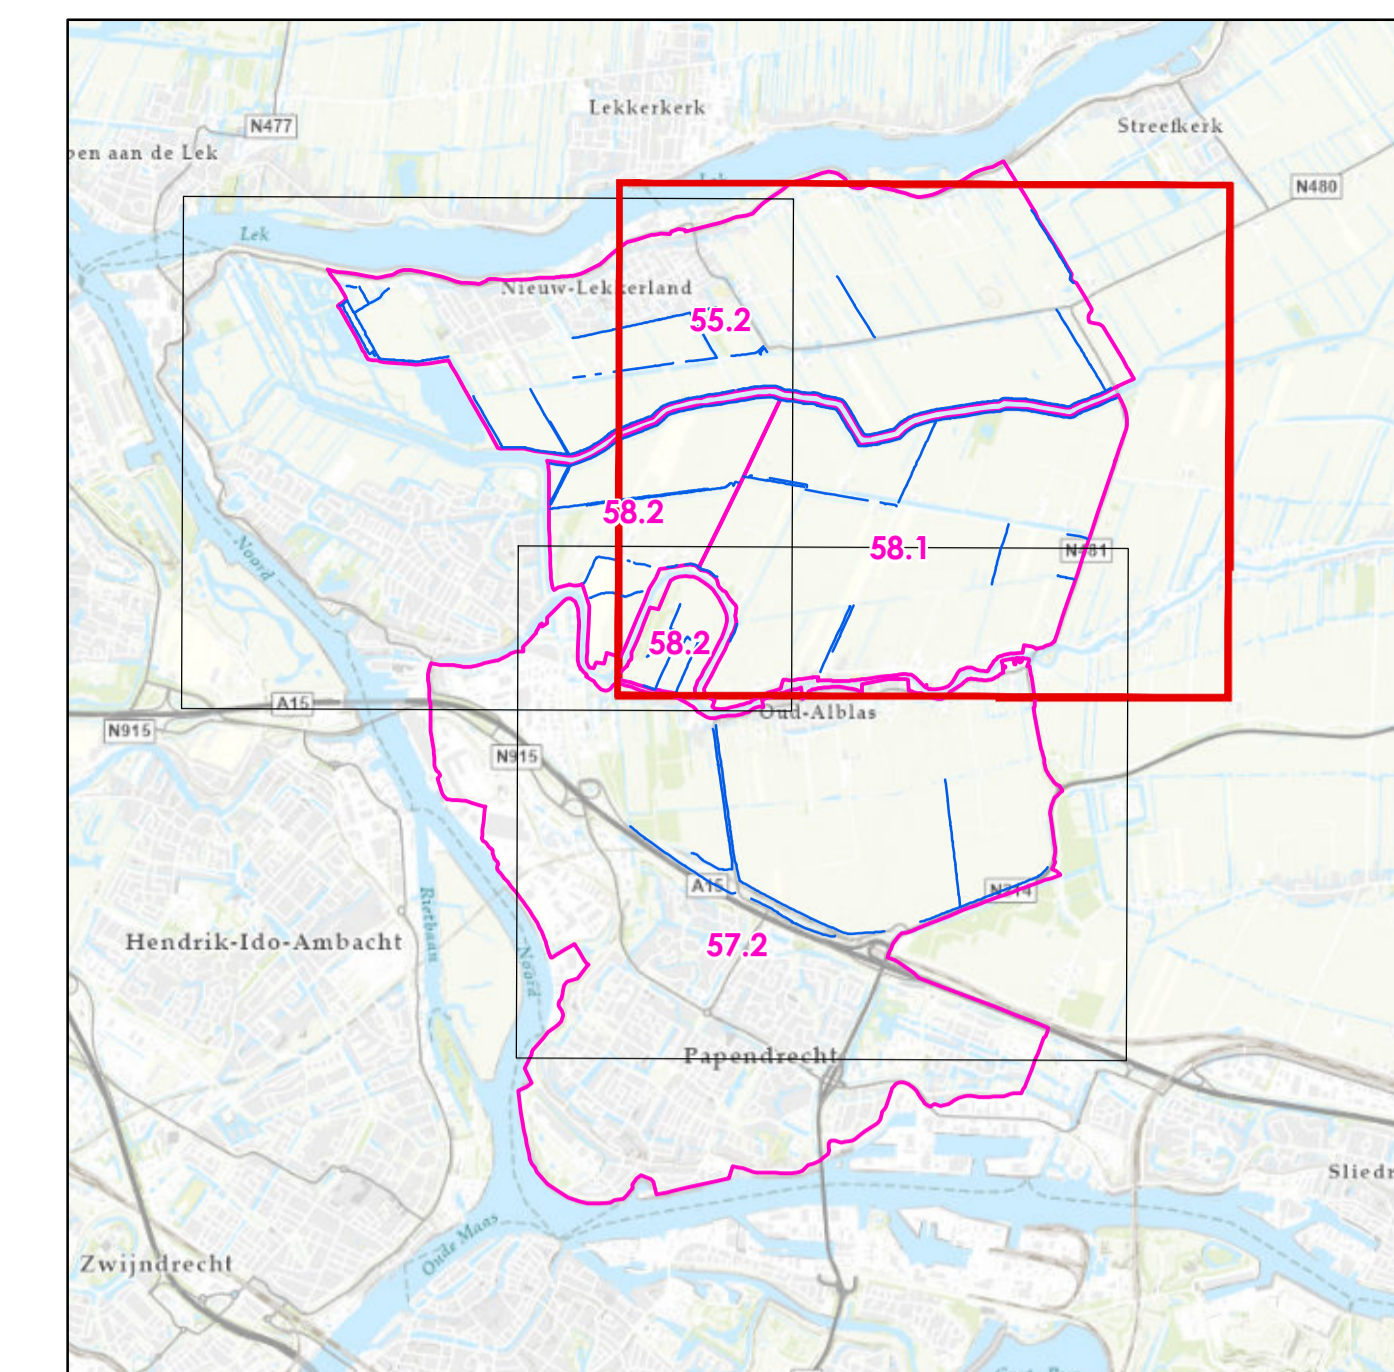 Lekkerkerk
Streefkerk
N477
pen aan de Lek
N480
Lek
Lek
Nieuw-Lekkerland
55.2
58.2
58.1
N481
Noord
58.2
A15
N915
Oud-Alblas
N915
A15
N214
Rietbaan
Hendrik-Ido-Ambacht
57.2
Noord
Papendrecht
Sliedr
Oude Maas
Zwijndrecht